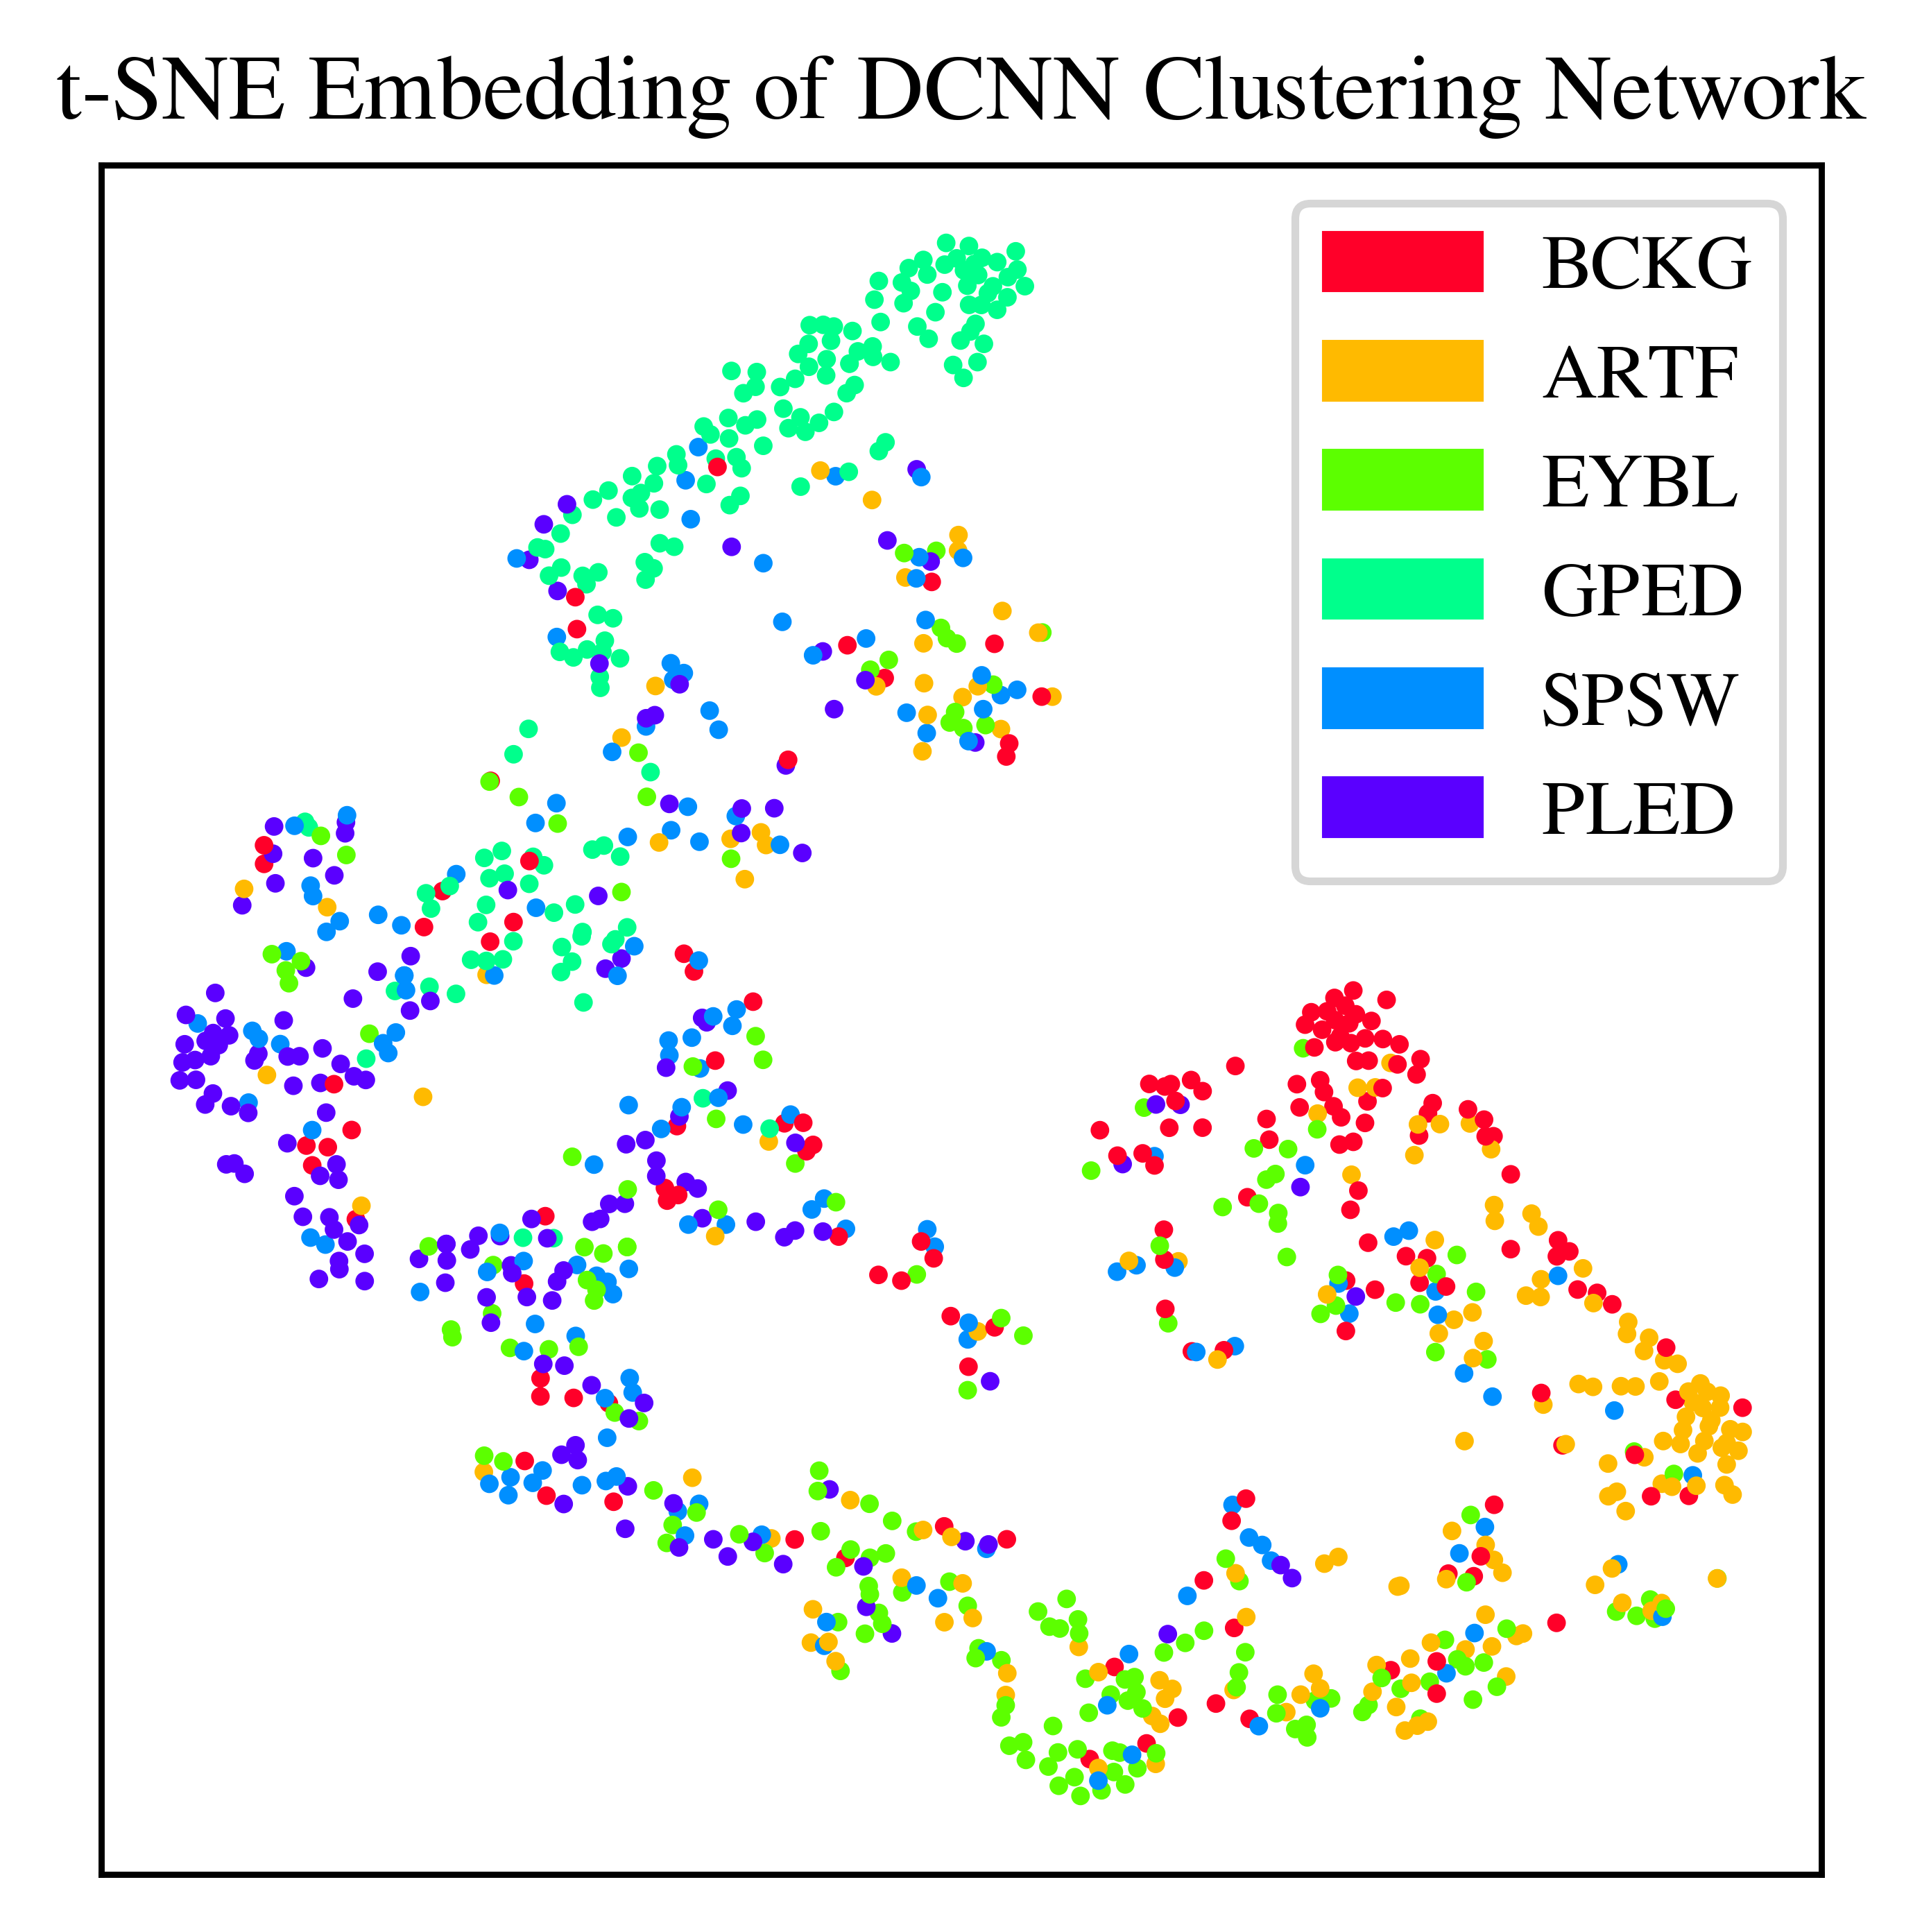 t-SNE Embedding of DCNN Clustering Network
BCKG
ARTF
EYBL
GPED
SPSW
PLED